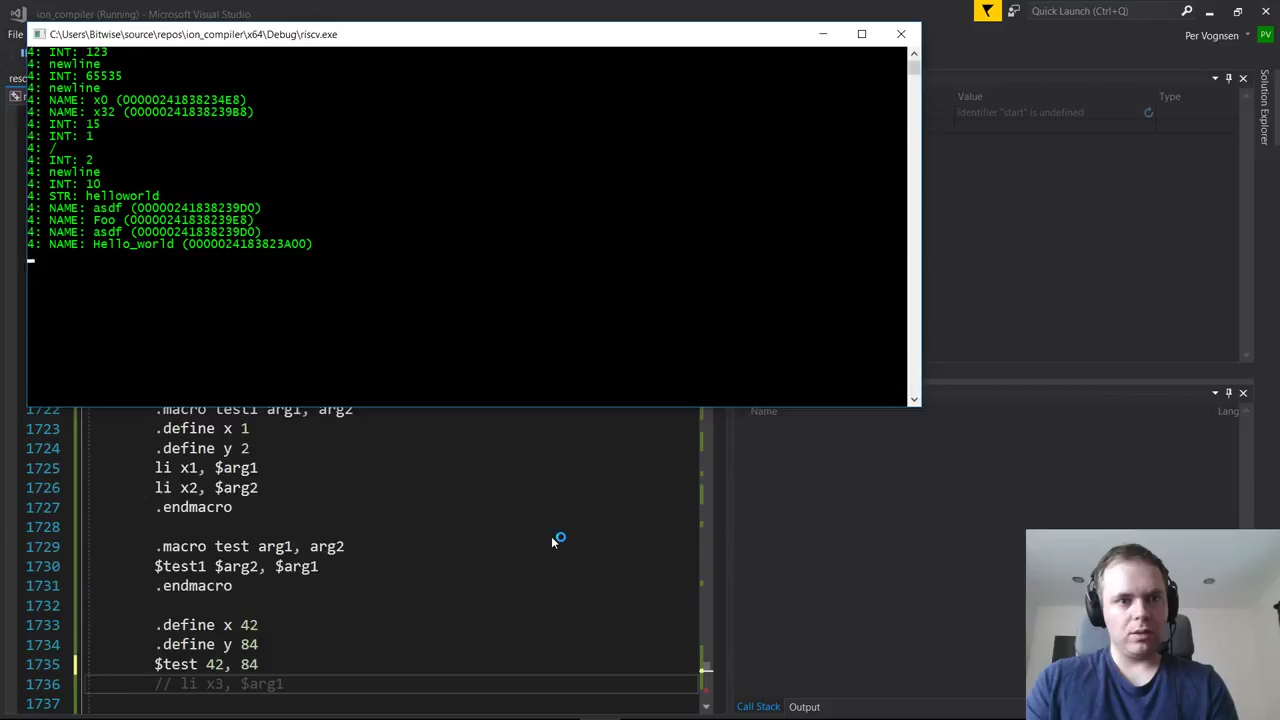 ion_compiler (Running) - Microsoft Visual Studio
Quick Launch (Ctrl+Q)
C:\Users\Bitwise\source\repos\ion_compiler\x64\Debug\riscv.exe
File
Per Vognsen
PV
4: INT: 123
4: newline
4: INT: 65535
4: newline
4: NAME: x0 (00000241838234E8)
4: NAME: x32 (00000241838239B8)
4: INT: 15
4: INT: 1
4: /
4: INT: 2
4: newline
4: INT: 10
4: STR: helloworld
4: NAME: asdf (00000241838239D0)
4: NAME: Foo (00000241838239E8)
4: NAME: asdf (00000241838239D0)
4: NAME: Hello_world (0000024183823A00)
Value Type
identifier "start" is undefined
Solution Explorer
Name Lang
1722 .macro test1 arg1, arg2
1723 .define x 1
1724 .define y 2
1725 li x1, $arg1
1726 li x2, $arg2
1727 .endmacro
1728
1729 .macro test arg1, arg2
1730 $test1 $arg2, $arg1
1731 .endmacro
1732
1733 .define x 42
1734 .define y 84
1735 $test 42, 84
1736 // li x3, $arg1
1737
Call Stack Output